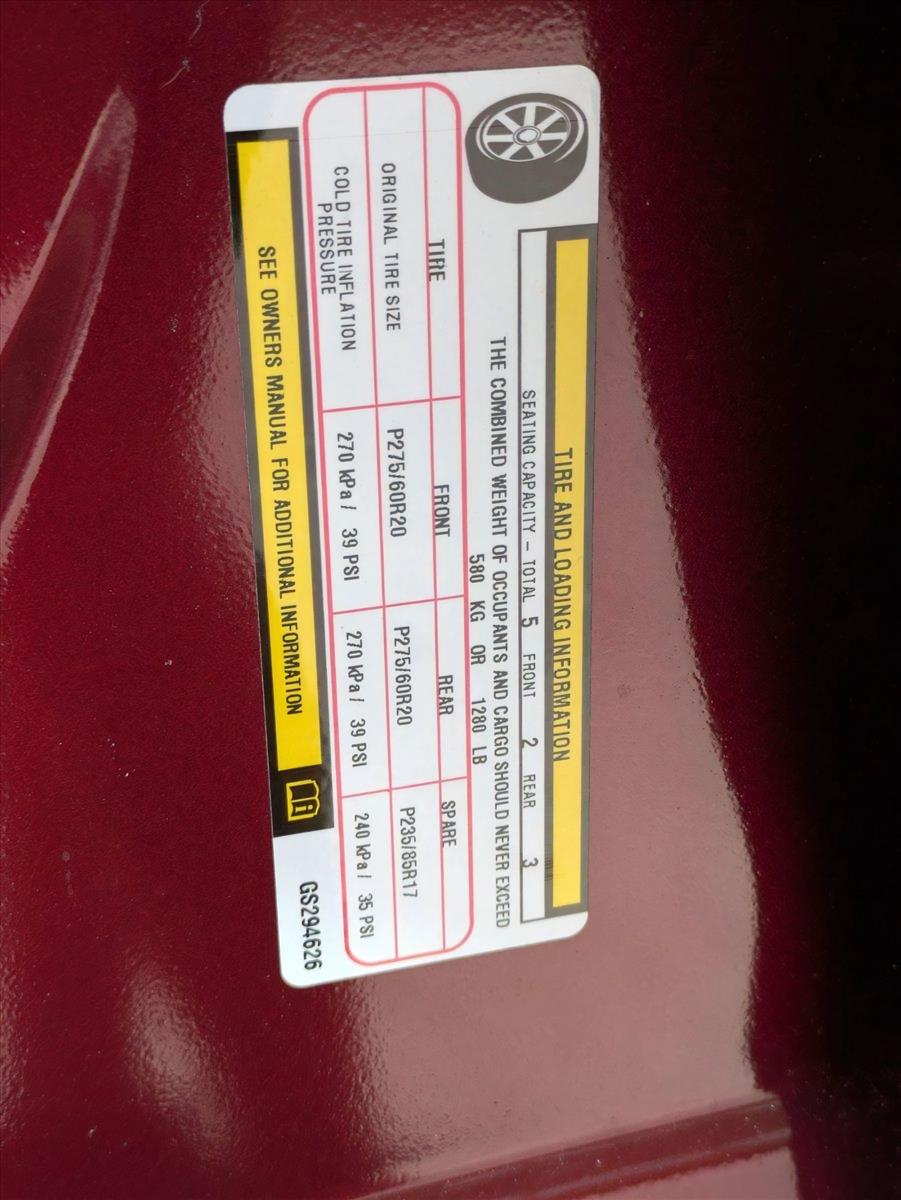 TIRE AND LOADING INFORMATION
SEATING CAPACITY – TOTAL 5 FRONT 2 REAR 3
THE COMBINED WEIGHT OF OCCUPANTS AND CARGO SHOULD NEVER EXCEED
580 KG OR 1280 LB
TIRE FRONT REAR SPARE
ORIGINAL TIRE SIZE P275/60R20 P275/60R20 P235/85R17
COLD TIRE INFLATION
PRESSURE 270 kPa / 39 PSI 270 kPa / 39 PSI 240 kPa / 35 PSI
SEE OWNERS MANUAL FOR ADDITIONAL INFORMATION
GS294626